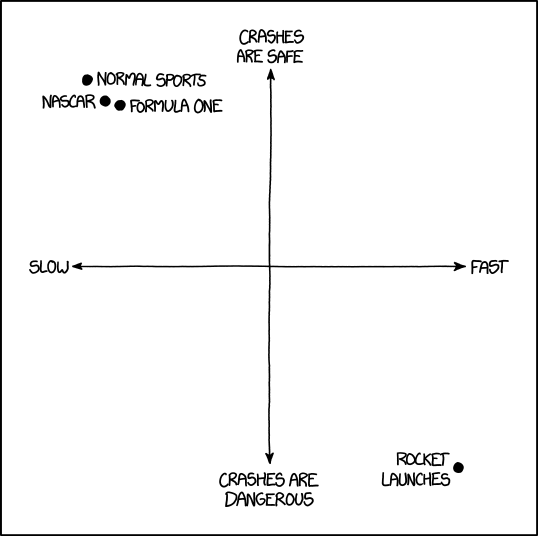 CRASHES
ARE SAFE
NORMAL SPORTS
NASCAR
FORMULA ONE
SLOW
FAST
ROCKET
LAUNCHES
CRASHES ARE
DANGEROUS